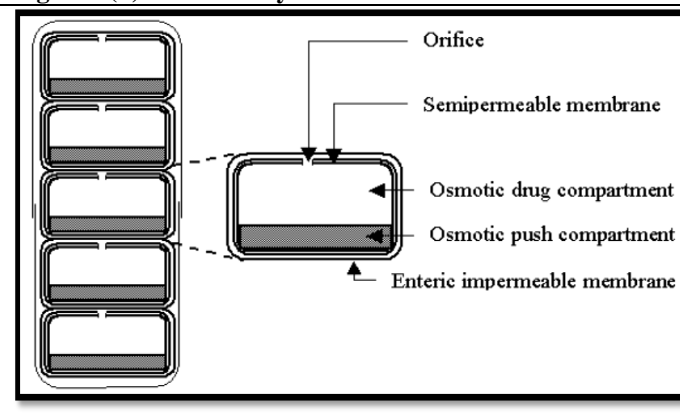 Orifice
Semipermeable membrane
Osmotic drug compartment
Osmotic push compartment
Enteric impermeable membrane